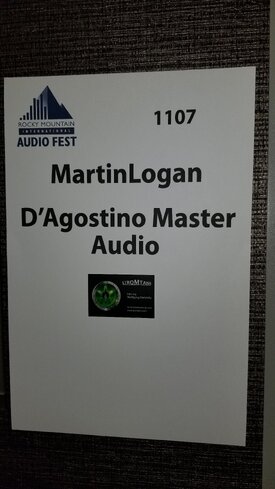 ROCKY MOUNTAIN
INTERNATIONAL
AUDIO FEST
1107
MartinLogan
D'Agostino Master
Audio